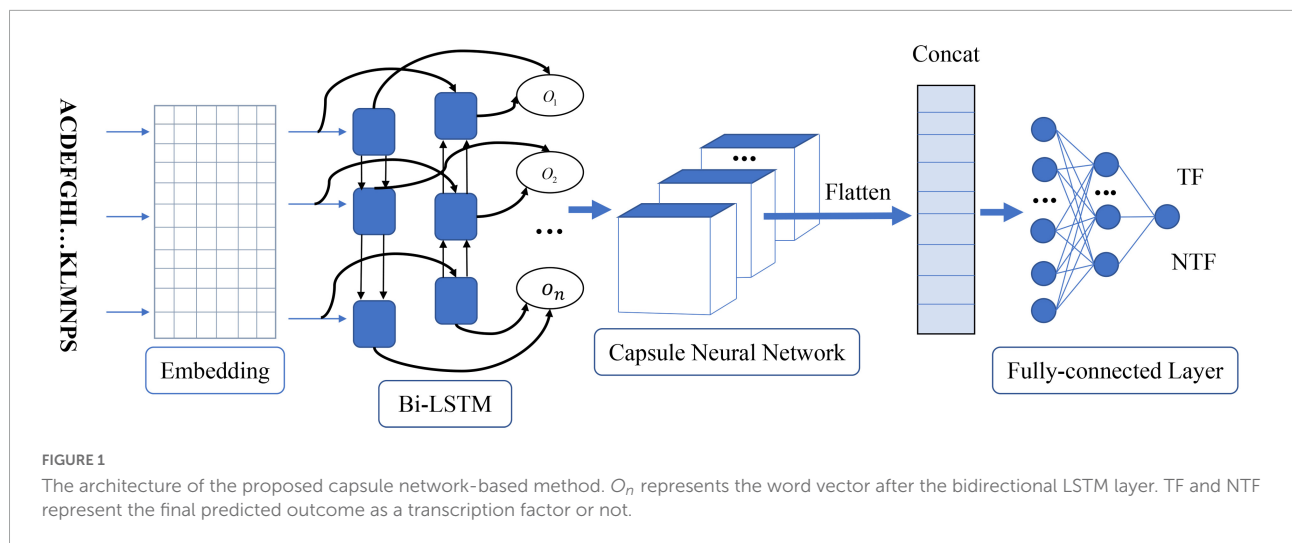 ACDEFGHI...KLMNPS
Embedding
O1
O2
...
on
Bi-LSTM
...
Capsule Neural Network
Flatten
Concat
...
...
TF
NTF
Fully-connected Layer
FIGURE 1
The architecture of the proposed capsule network-based method. On represents the word vector after the bidirectional LSTM layer. TF and NTF
represent the final predicted outcome as a transcription factor or not.